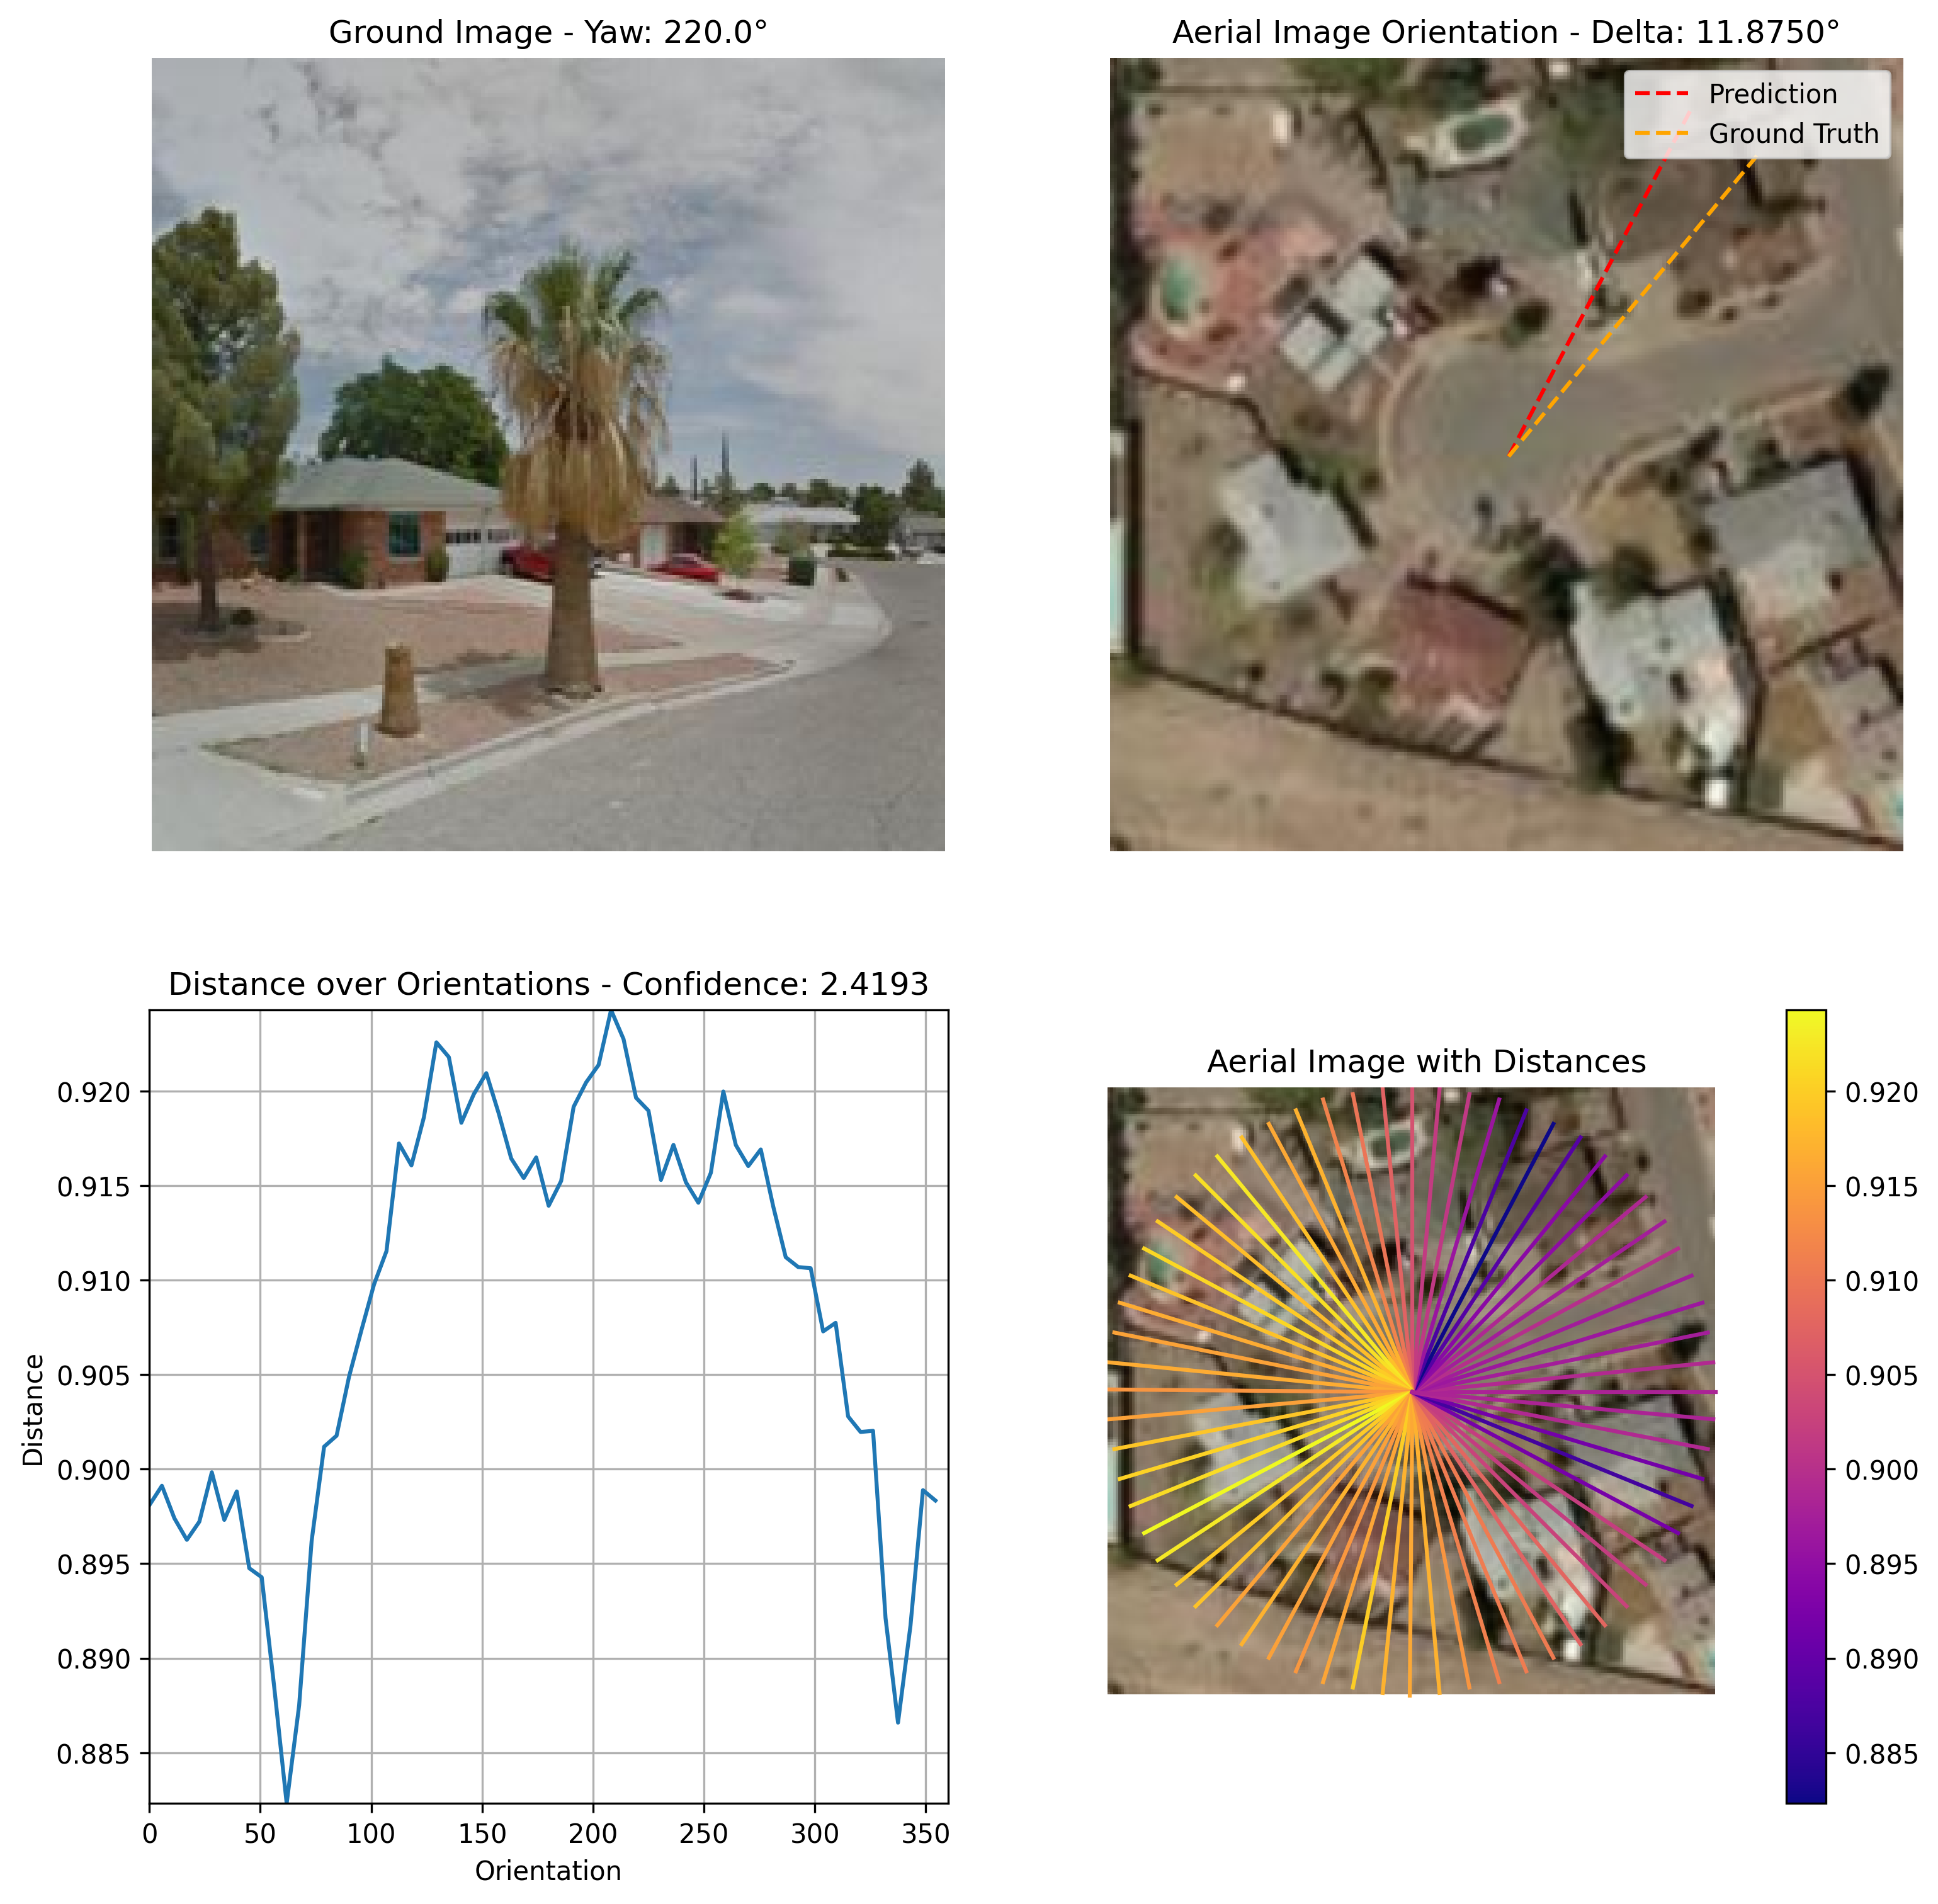 Ground Image - Yaw: 220.0°
Aerial Image Orientation - Delta: 11.8750°
Prediction
Ground Truth
Distance over Orientations - Confidence: 2.4193
0.920
0.915
0.910
0.905
0.900
0.895
0.890
0.885
Distance
0 50 100 150 200 250 300 350
Orientation
Aerial Image with Distances
0.920
0.915
0.910
0.905
0.900
0.895
0.890
0.885